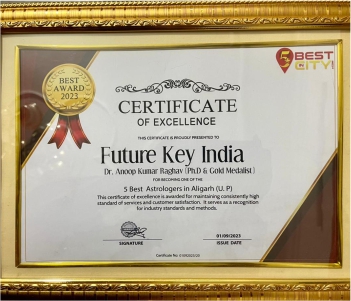 5 BEST
CITY!
BEST
AWARD
2023
CERTIFICATE
OF EXCELLENCE
THIS CERTIFICATE IS PROUDLY PRESENTED TO
Future Key India
Dr. Anoop Kumar Raghav (Ph.D & Gold Medalist)
FOR BECOMING ONE OF THE
5 Best Astrologers in Aligarh (U. P)
This certificate of excellence is awarded for maintaining consistently high
standard of services and customer satisfaction. It serves as a recognition
for industry standards and methods.
01/09/2023
SIGNATURE
ISSUE DATE
Certificate No